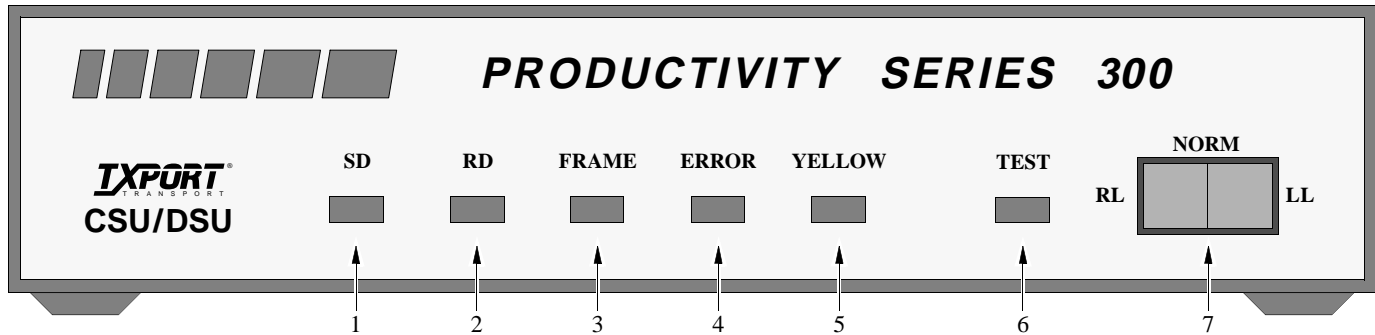 PRODUCTIVITY SERIES 300
TXPORT®
TRANSPORT
CSU/DSU
SD RD FRAME ERROR YELLOW TEST
NORM
RL LL
1 2 3 4 5 6 7